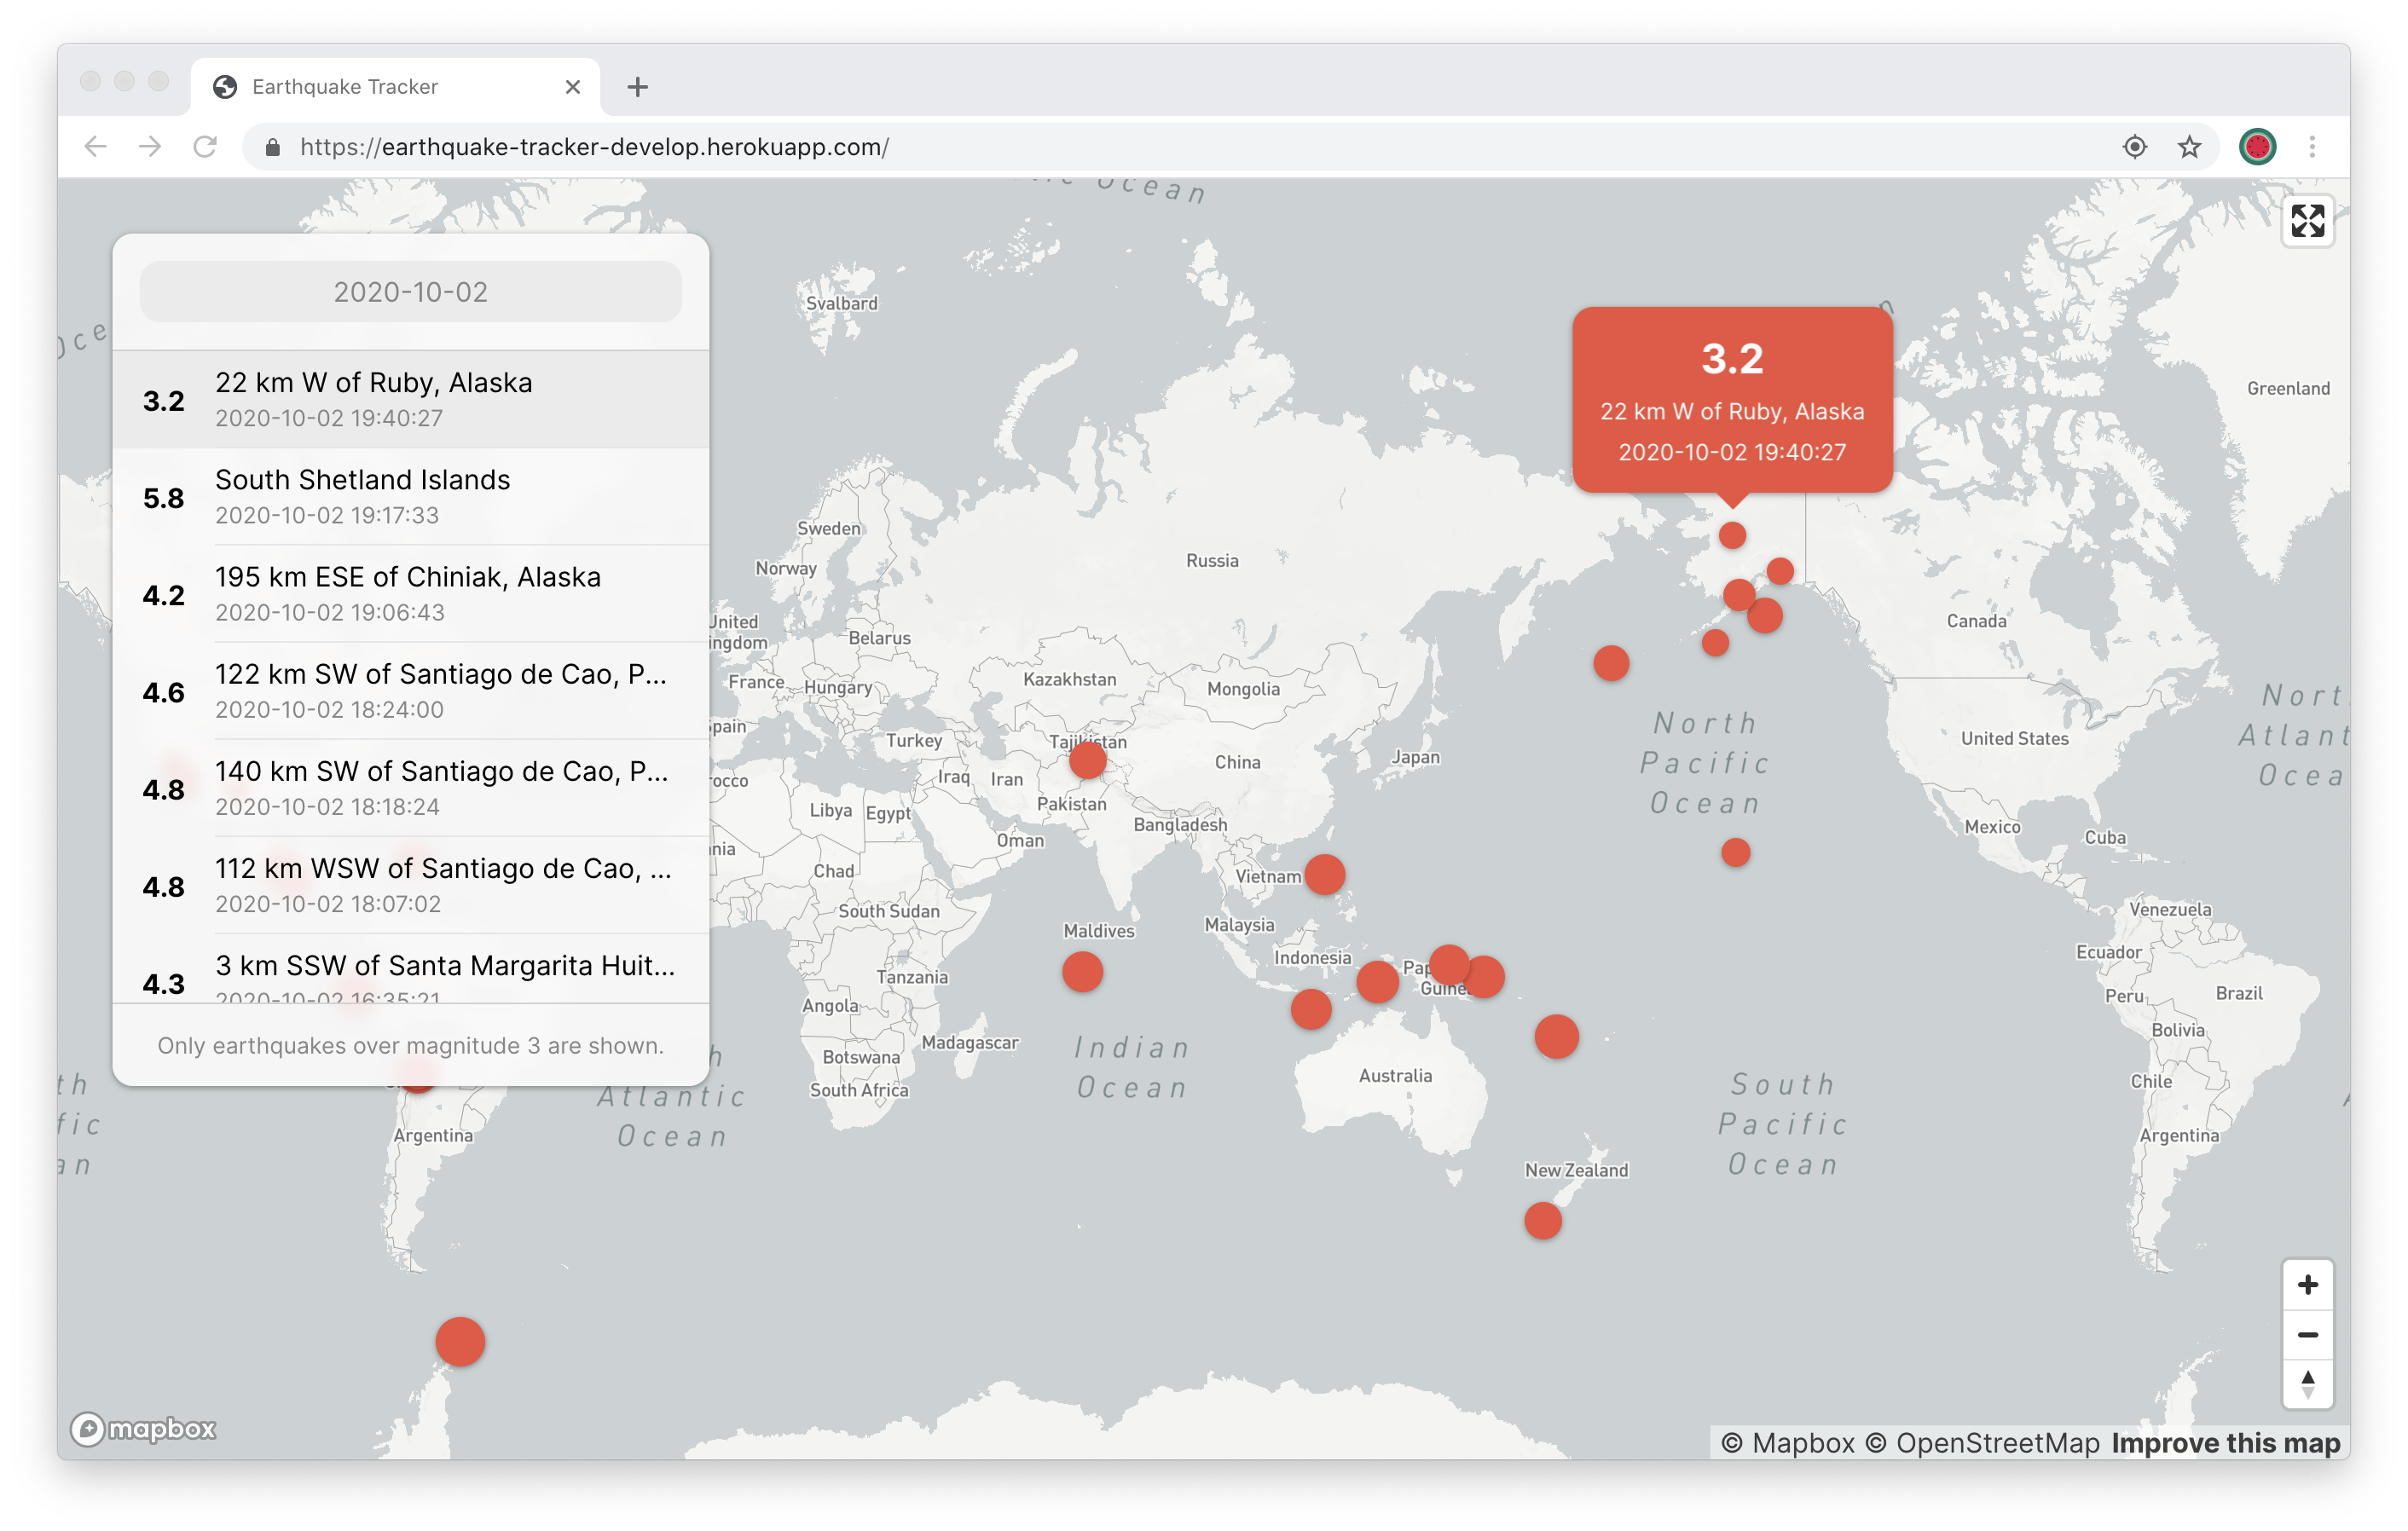 Earthquake Tracker
https://earthquake-tracker-develop.herokuapp.com/
2020-10-02
3.2
22 km W of Ruby, Alaska
2020-10-02 19:40:27
5.8
South Shetland Islands
2020-10-02 19:17:33
4.2
195 km ESE of Chiniak, Alaska
2020-10-02 19:06:43
4.6
122 km SW of Santiago de Cao, P...
2020-10-02 18:24:00
4.8
140 km SW of Santiago de Cao, P...
2020-10-02 18:18:24
4.8
112 km WSW of Santiago de Cao, ...
2020-10-02 18:07:02
4.3
3 km SSW of Santa Margarita Huit...
2020-10-02 16:35:21
Only earthquakes over magnitude 3 are shown.
3.2
22 km W of Ruby, Alaska
2020-10-02 19:40:27
Ocean
Svalbard
Greenland
Sweden
Norway
Russia
United
Belarus
France
Hungary
Kazakhstan
Mongolia
Turkey
Tajikistan
Iraq
Iran
China
Japan
Pakistan
Libya
Egypt
Bangladesh
Oman
Chad
Vietnam
South Sudan
Maldives
Malaysia
Indonesia
Tanzania
Angola
Madagascar
Botswana
South Africa
Australia
New Zealand
Canada
United States
Mexico
Cuba
Venezuela
Ecuador
Peru
Brazil
Bolivia
Chile
Argentina
Argentina
North
Pacific
Ocean
Indian
Ocean
South
Pacific
Ocean
Atlantic
Ocean
mapbox
© Mapbox © OpenStreetMap Improve this map